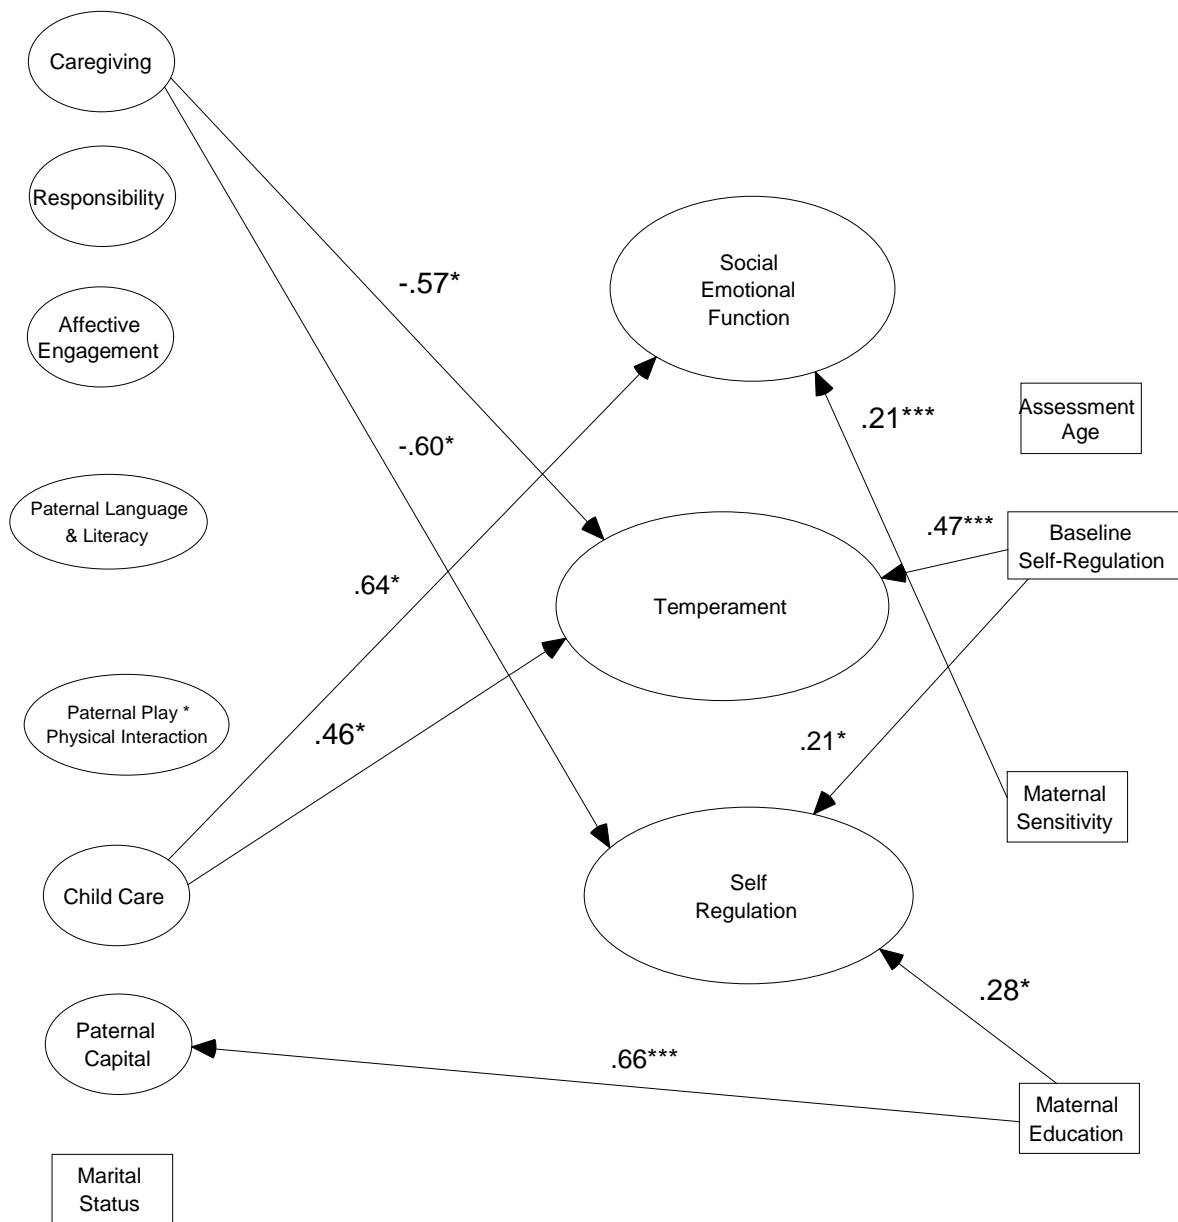 Caregiving
Responsibility
Affective
Engagement
Paternal Language
& Literacy
Paternal Play *
Physical Interaction
Child Care
Paternal
Capital
Marital
Status
-.57*
-.60*
.64*
.46*
.66***
Social
Emotional
Function
Temperament
Self
Regulation
.21***
.47***
.21*
.28*
Assessment
Age
Baseline
Self-Regulation
Maternal
Sensitivity
Maternal
Education